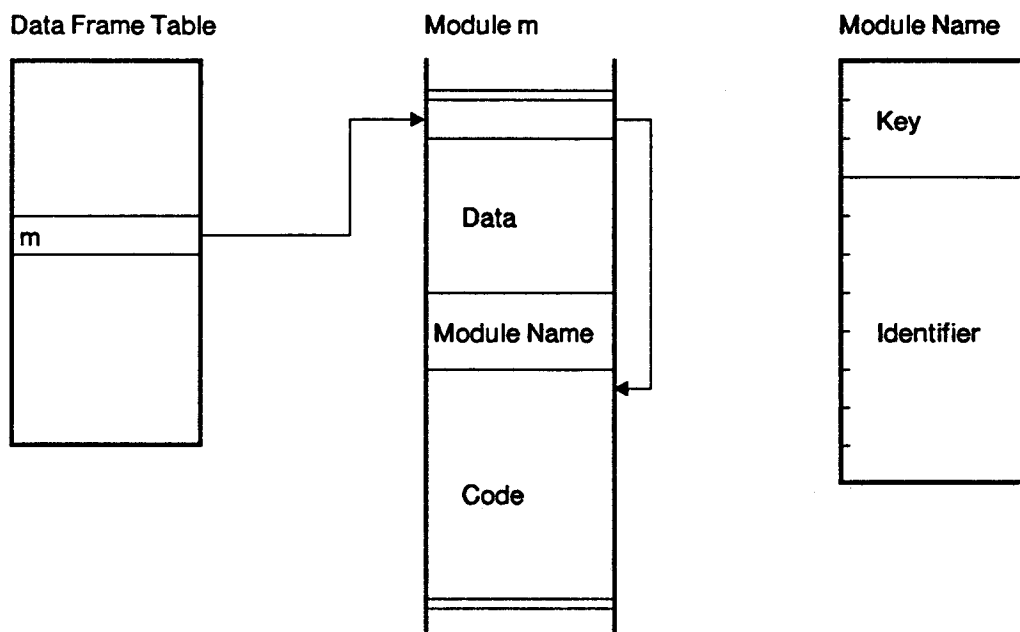 Data Frame Table
Module m
Module Name
Key
Data
m
Module Name
Identifier
Code